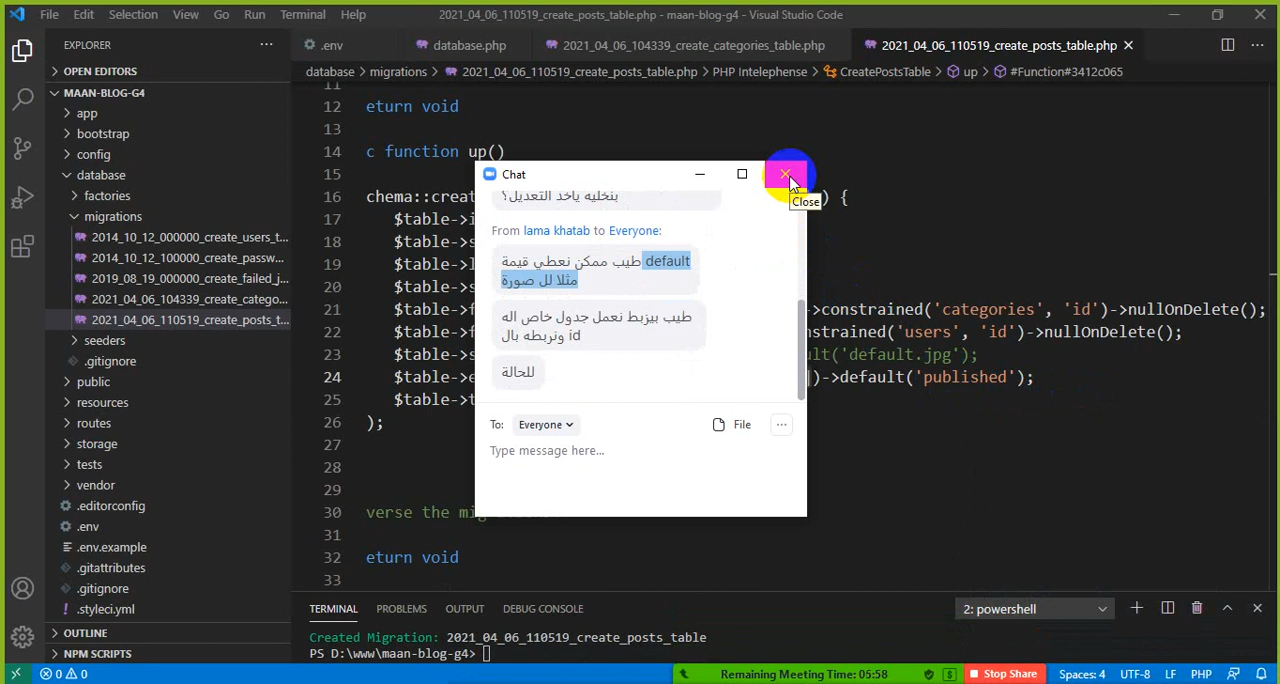 File Edit Selection View Go Run Terminal Help 2021_04_06_110519_create_posts_table.php - maan-blog-g4 - Visual Studio Code
EXPLORER
.env database.php 2021_04_06_104339_create_categories_table.php 2021_04_06_110519_create_posts_table.php
OPEN EDITORS
database > migrations > 2021_04_06_110519_create_posts_table.php > PHP Intelephense > CreatePostsTable > up > #Function#3412c065
MAAN-BLOG-G4
app
bootstrap
config
database
factories
migrations
2014_10_12_000000_create_users_t...
2014_10_12_100000_create_passw...
2019_08_19_000000_create_failed_j...
2021_04_06_104339_create_catego...
2021_04_06_110519_create_posts_t...
seeders
.gitignore
public
resources
routes
storage
tests
vendor
.editorconfig
.env
.env.example
.gitattributes
.gitignore
.styleci.yml
OUTLINE
NPM SCRIPTS
11
12 eturn void
13
14 c function up()
15
16 chema::creat ) {
17 $table->i
18 $table->s
19 $table->l
20 $table->s
21 $table->f >constrained('categories', 'id')->nullOnDelete();
22 $table->f nstrained('users', 'id')->nullOnDelete();
23 $table->s lt('default.jpg');
24 $table->e )->default('published');
25 $table->t
26 );
27
28
29
30 verse the mig
31
32 eturn void
33
Chat
Close
بنخليه ياخد التعديل؟
From lama khatab to Everyone:
طيب ممكن نعطي قيمة default
مثلا لل صورة
طيب بيزبط نعمل جدول خاص اله
ونربطه بال id
للحالة
To: Everyone File ...
Type message here...
TERMINAL PROBLEMS OUTPUT DEBUG CONSOLE 2: powershell
Created Migration: 2021_04_06_110519_create_posts_table
PS D:\www\maan-blog-g4>
0 0 Remaining Meeting Time: 05:58 Stop Share Spaces: 4 UTF-8 LF PHP